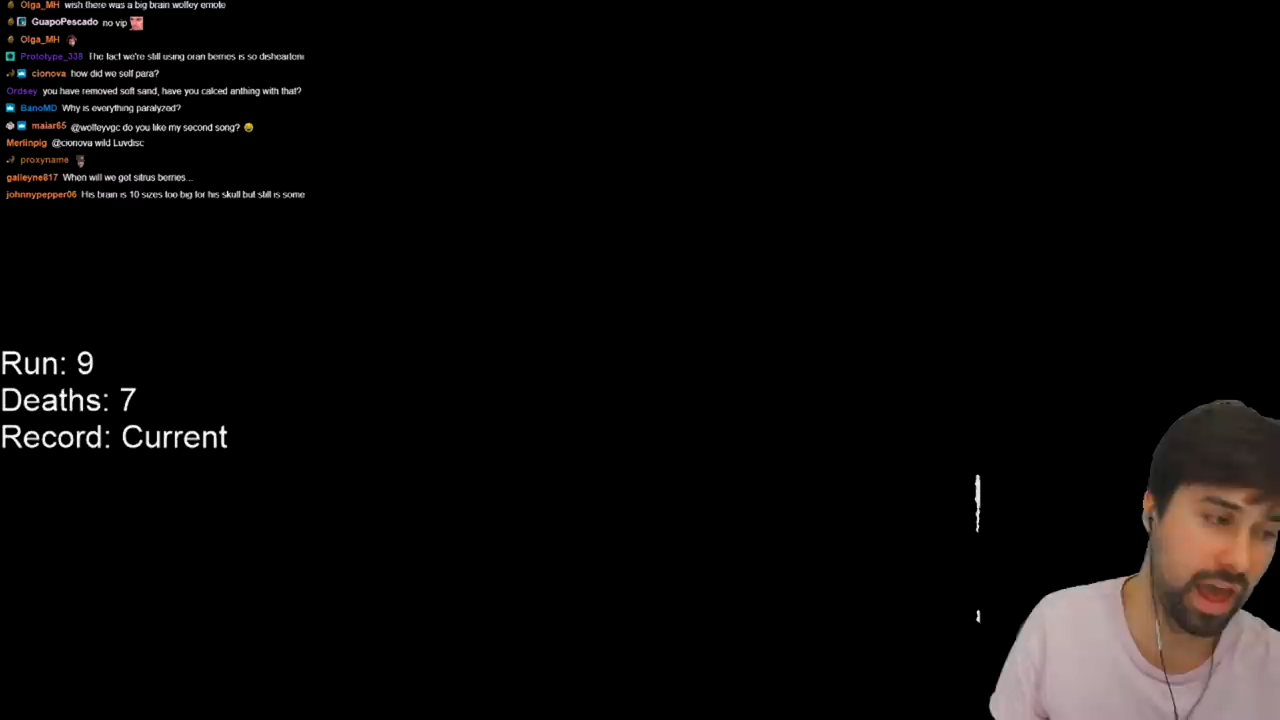 Olga_MH wish there was a big brain wolfey emote
GuapoPescado no vip
Olga_MH
Prototype_338 The fact we're still using oran berries is so dishearteni
cionova how did we self para?
Ordsey you have removed soft sand, have you calced anthing with that?
BanoMD Why is everything paralyzed?
maiar65 @wolfeyvgc do you like my second song?
Merlinpig @cionova wild Luvdisc
proxyname
galleyne817 When will we get sitrus berries...
johnnypepper06 His brain is 10 sizes too big for his skull but still is some
Run: 9
Deaths: 7
Record: Current